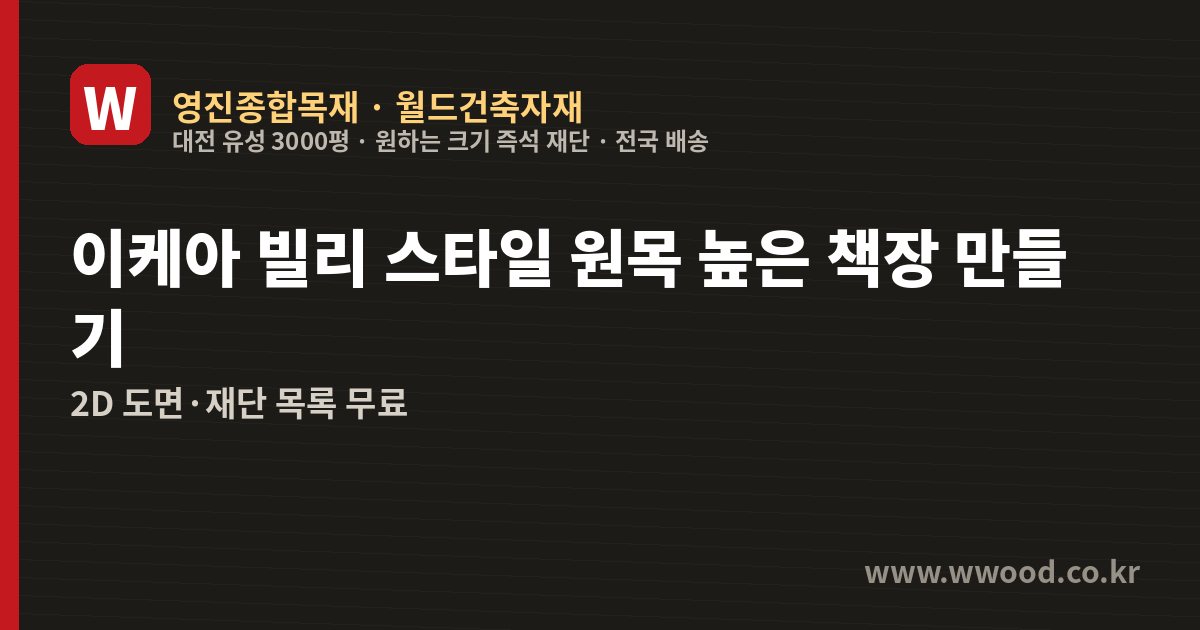 W
영진종합목재 · 월드건축자재
대전 유성 3000평 · 원하는 크기 즉석 재단 · 전국 배송
이케아 빌리 스타일 원목 높은 책장 만들
기
2D 도면·재단 목록 무료
www.wwood.co.kr